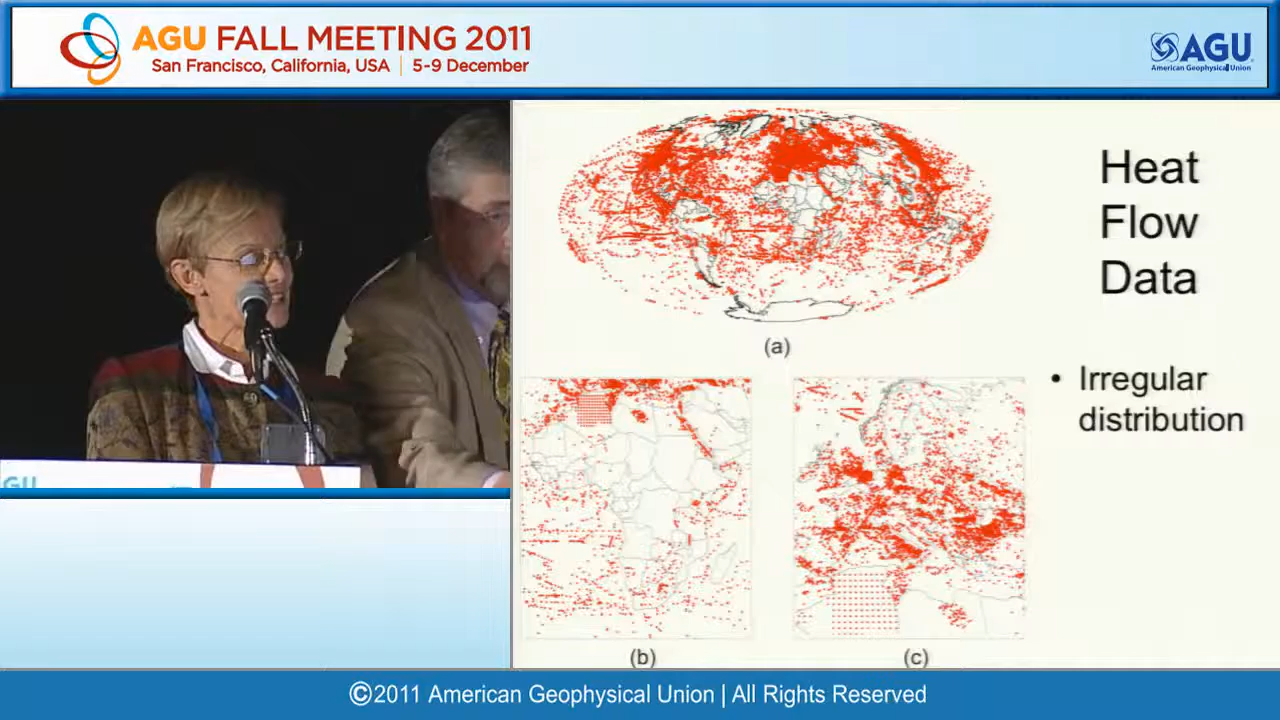 AGU FALL MEETING 2011
San Francisco, California, USA | 5-9 December
AGU
American Geophysical Union
Heat
Flow
Data
(a)
• Irregular
distribution
(b)
(c)
AGU
©2011 American Geophysical Union | All Rights Reserved